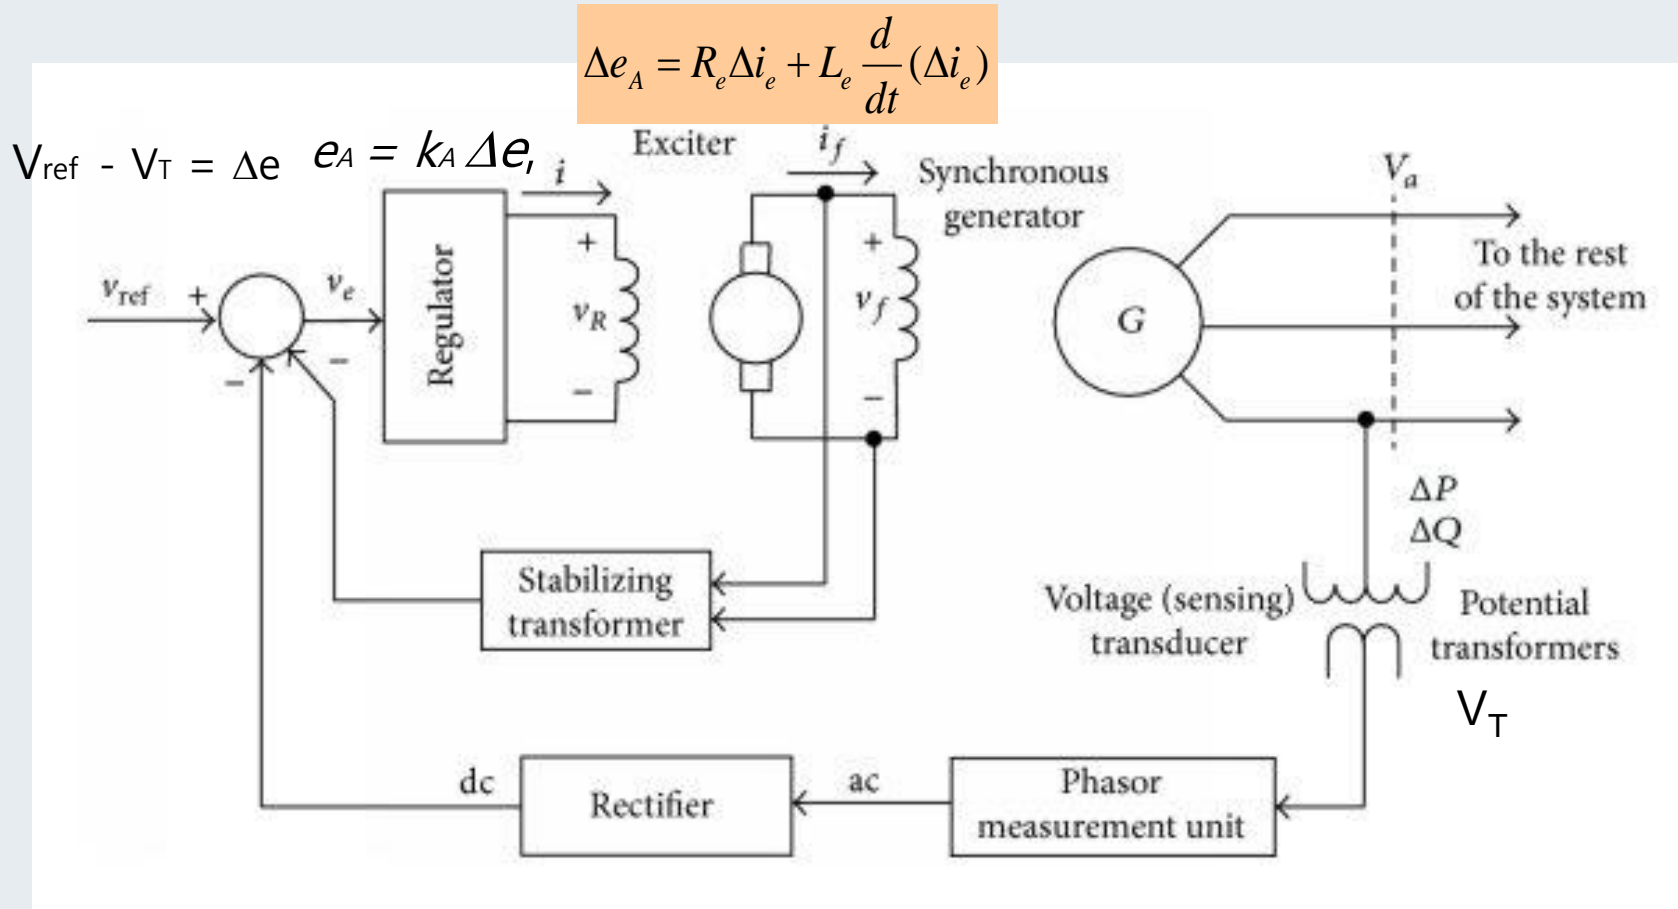 Δe_A = R_eΔi_e + L_e d/dt (Δi_e)
V_ref - V_T = Δe
e_A = k_A Δe,
Exciter
i_f
i
Synchronous
generator
V_a
v_ref
+
v_e
−
−
Regulator
+
v_R
−
+
v_f
−
G
To the rest
of the system
ΔP
ΔQ
Stabilizing
transformer
Voltage (sensing)
transducer
Potential
transformers
V_T
dc
Rectifier
ac
Phasor
measurement unit